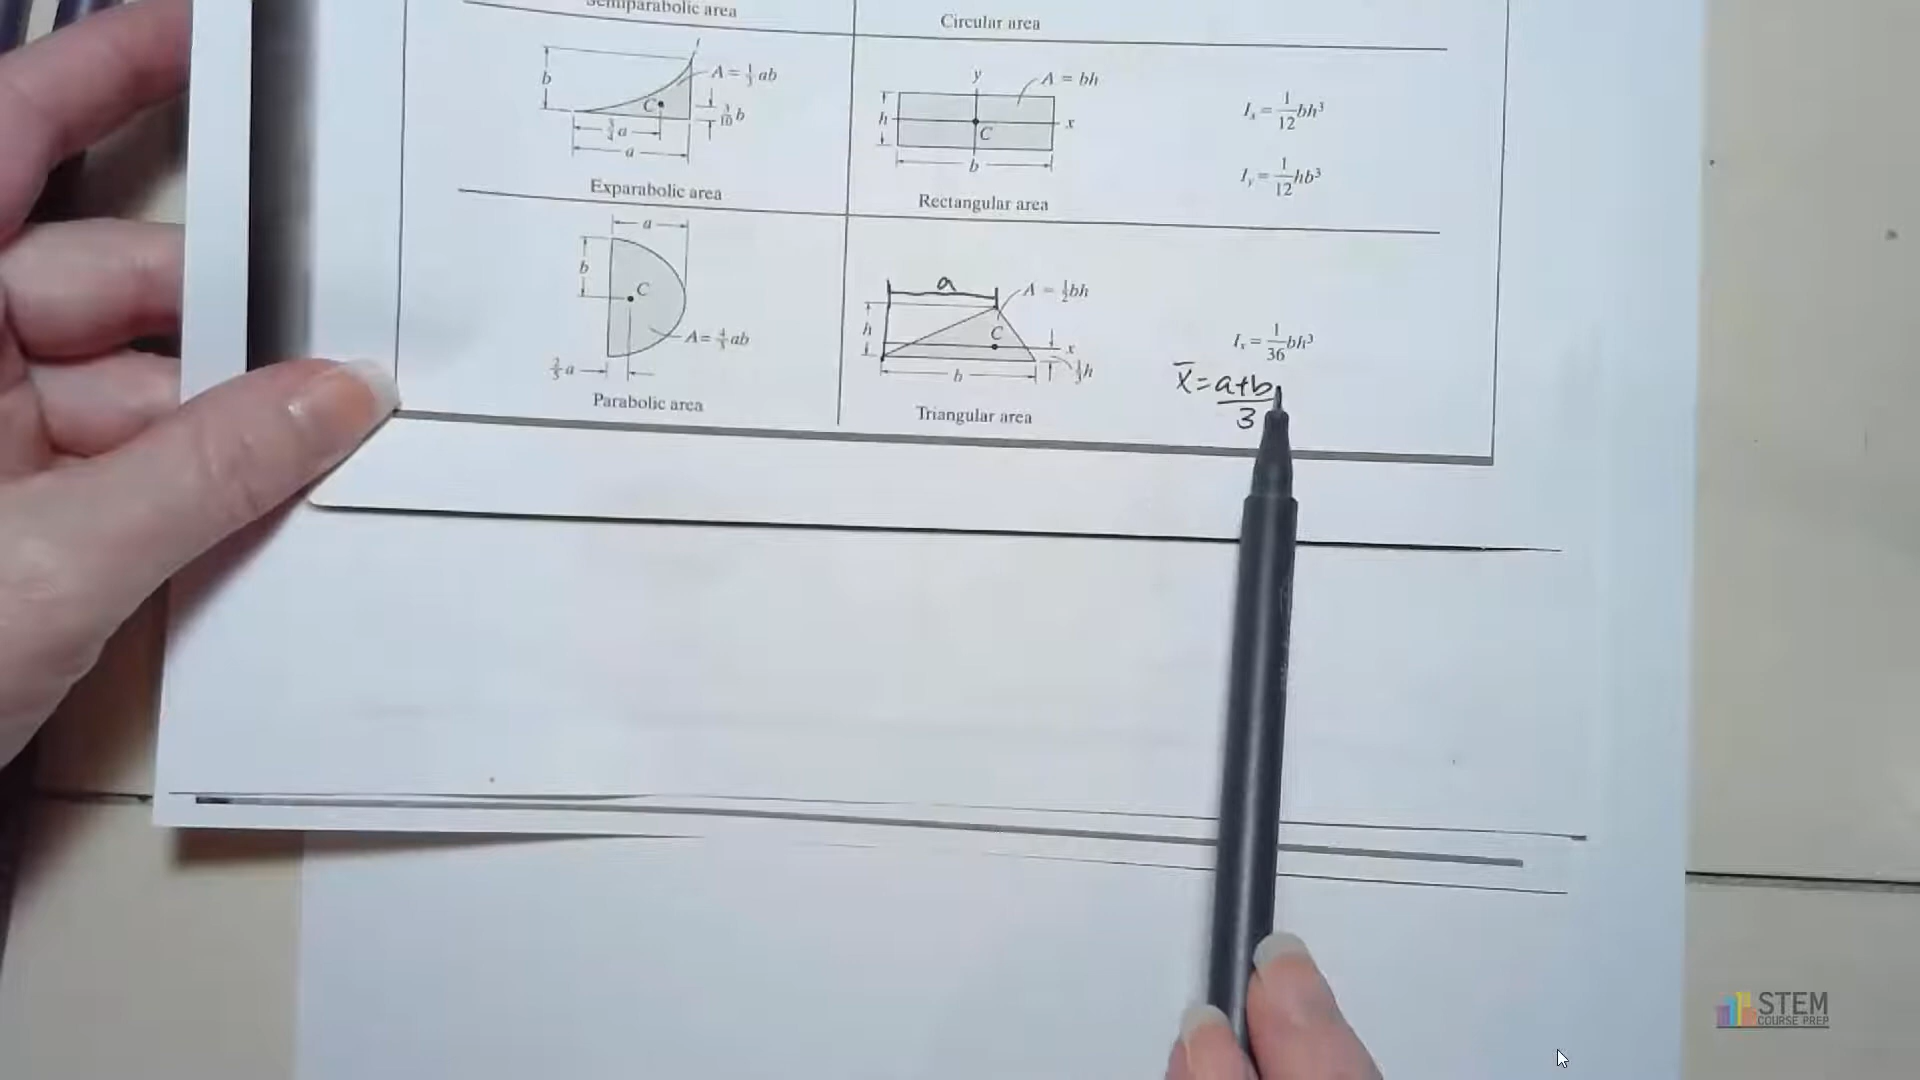 Semiparabolic area
Circular area
b
A = 1/3 ab
C
3/10 b
3/4 a
a
Exparabolic area
y
A = bh
h
C
x
b
Rectangular area
I_x = 1/12 bh³
I_y = 1/12 hb³
a
b
C
A = 4/3 ab
2/5 a
Parabolic area
a
A = 1/2 bh
h
C
x
1/3 h
b
Triangular area
I_x = 1/36 bh³
x̄ = a+b
3
STEM
COURSE PREP